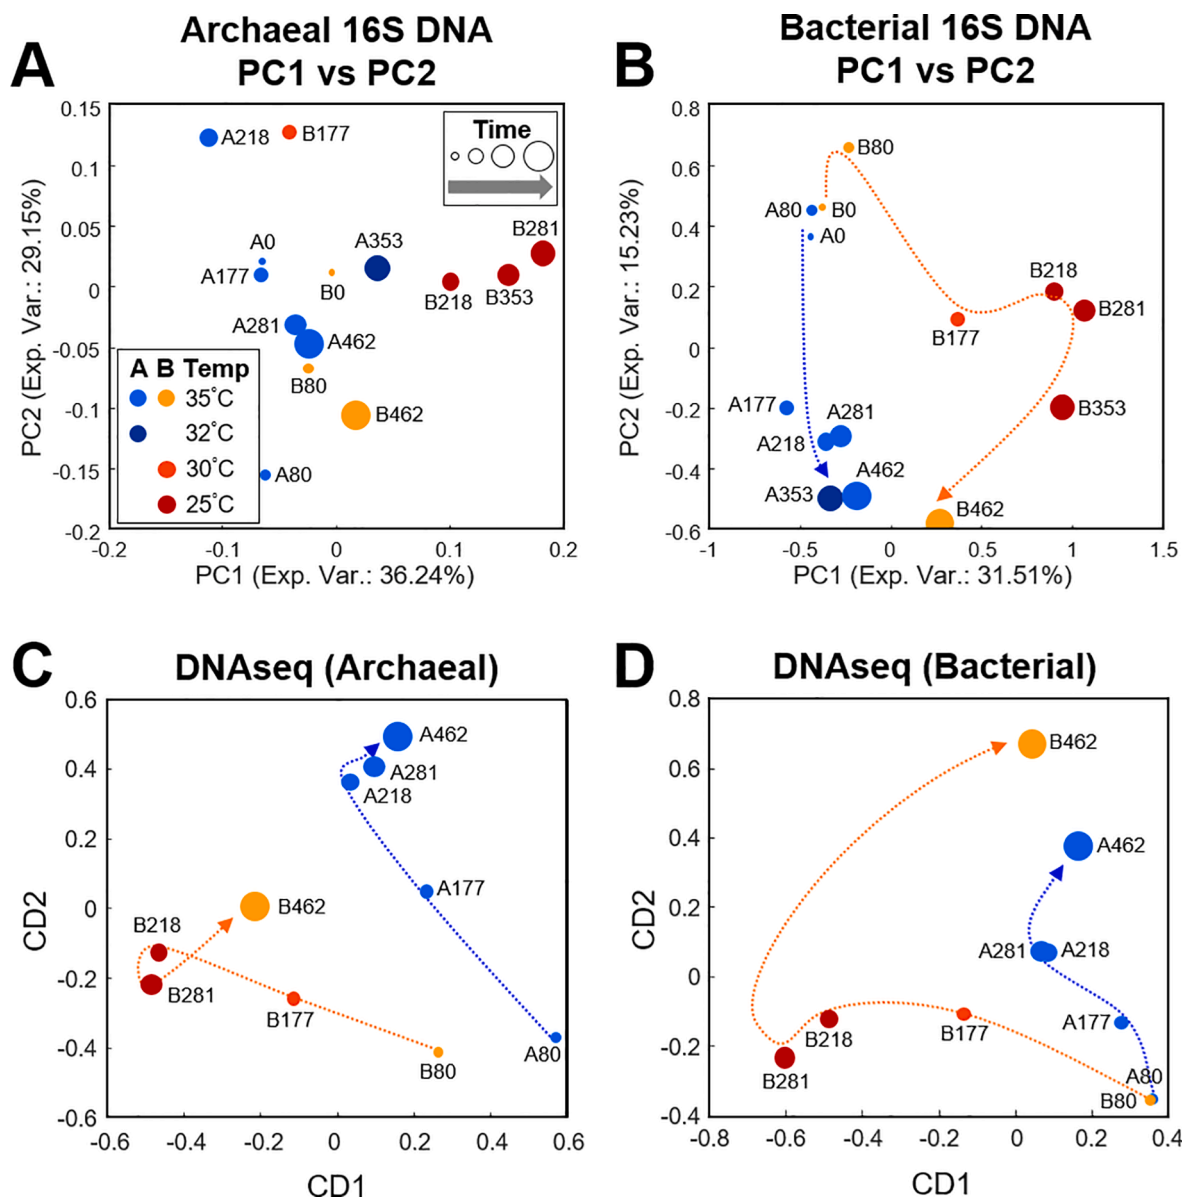 A
Archaeal 16S DNA
PC1 vs PC2
0.15
0.1
0.05
0
-0.05
-0.1
-0.15
-0.2
PC2 (Exp. Var.: 29.15%)
A218
B177
Time
A0
A177
B0
A353
B218
B353
B281
A281
A462
B80
B462
A80
A B Temp
35°C
32°C
30°C
25°C
-0.2 -0.1 0 0.1 0.2
PC1 (Exp. Var.: 36.24%)
B
Bacterial 16S DNA
PC1 vs PC2
0.8
0.6
0.4
0.2
0
-0.2
-0.4
-0.6
PC2 (Exp. Var.: 15.23%)
B80
A80
B0
A0
B218
B281
B177
A177
A281
B353
A218
A462
A353
B462
-1 -0.5 0 0.5 1 1.5
PC1 (Exp. Var.: 31.51%)
C
DNAseq (Archaeal)
0.6
0.4
0.2
0
-0.2
-0.4
-0.6
CD2
A462
A281
A218
A177
B462
B218
B281
B177
A80
B80
-0.6 -0.4 -0.2 0 0.2 0.4 0.6
CD1
D
DNAseq (Bacterial)
0.8
0.6
0.4
0.2
0
-0.2
-0.4
CD2
B462
A462
A281
A218
A177
B177
B218
B281
A80
B80
-0.8 -0.6 -0.4 -0.2 0 0.2 0.4
CD1